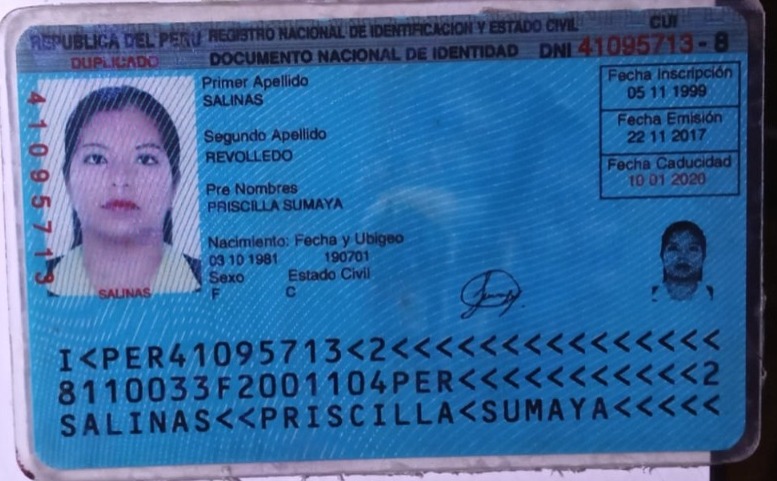 REPUBLICA DEL PERU REGISTRO NACIONAL DE IDENTIFICACION Y ESTADO CIVIL CUI
DUPLICADO DOCUMENTO NACIONAL DE IDENTIDAD DNI 41095713 - 8
41095713
SALINAS
Primer Apellido
SALINAS
Segundo Apellido
REVOLLEDO
Pre Nombres
PRISCILLA SUMAYA
Nacimiento: Fecha y Ubigeo
03 10 1981 190701
Sexo Estado Civil
F C
Fecha Inscripción
05 11 1999
Fecha Emisión
22 11 2017
Fecha Caducidad
10 01 2020
I<PER41095713<2<<<<<<<<<<<<<<<
8110033F2001104PER<<<<<<<<<<<2
SALINAS<<PRISCILLA<SUMAYA<<<<<